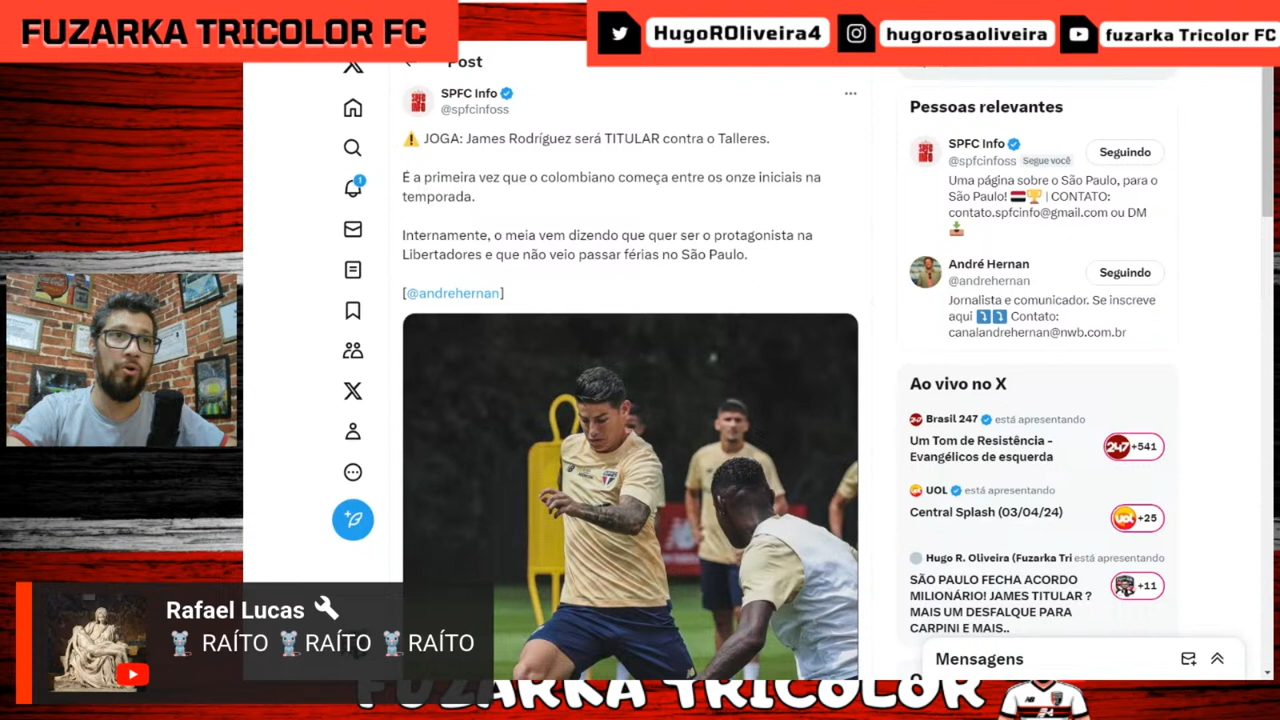 FUZARKA TRICOLOR FC
HugoROliveira4
hugorosaoliveira
fuzarka Tricolor FC
Post
SPFC Info
@spfcinfoss
⚠️ JOGA: James Rodríguez será TITULAR contra o Talleres.
É a primeira vez que o colombiano começa entre os onze iniciais na
temporada.
Internamente, o meia vem dizendo que quer ser o protagonista na
Libertadores e que não veio passar férias no São Paulo.
[@andrehernan]
1
Pessoas relevantes
SPFC Info
@spfcinfoss Segue você
Seguindo
Uma página sobre o São Paulo, para o
São Paulo! 🇾🇪🏆 | CONTATO:
contato.spfcinfo@gmail.com ou DM
📥
André Hernan
@andrehernan
Seguindo
Jornalista e comunicador. Se inscreve
aqui ⤵️⤵️ Contato:
canalandrehernan@nwb.com.br
Ao vivo no X
Brasil 247 está apresentando
Um Tom de Resistência -
Evangélicos de esquerda
247 +541
UOL está apresentando
Central Splash (03/04/24)
UOL +25
Hugo R. Oliveira (Fuzarka Tri está apresentando
SÃO PAULO FECHA ACORDO
MILIONÁRIO! JAMES TITULAR ?
MAIS UM DESFALQUE PARA
CARPINI E MAIS..
+11
Mensagens
Rafael Lucas
🐭 RAÍTO 🐭RAÍTO 🐭RAÍTO
FUZARKA TRICOLOR